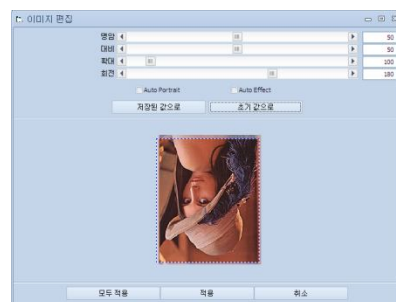 이미지 편집
명암 50
대비 50
확대 100
회전 180
Auto Portrait Auto Effect
저장된 값으로 초기 값으로
모두 적용 적용 취소